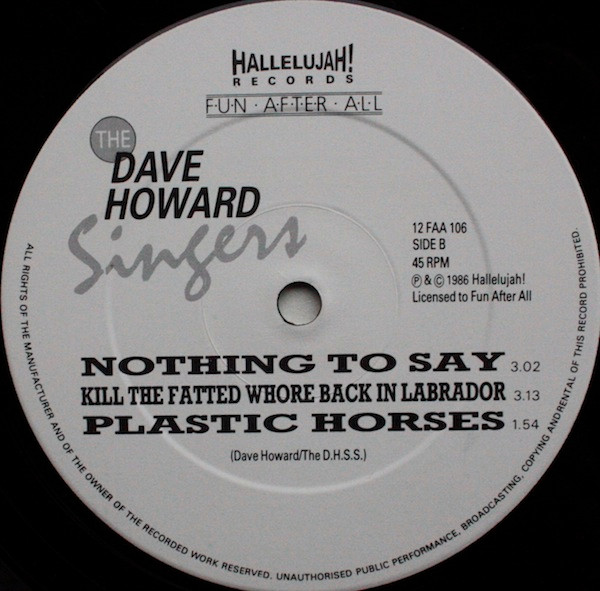 HALLELUJAH!
RECORDS
FUN · AFTER · ALL
THE
DAVE
HOWARD
Singers
12 FAA 106
SIDE B
45 RPM
℗ & © 1986 Hallelujah!
Licensed to Fun After All
NOTHING TO SAY 3.02
KILL THE FATTED WHORE BACK IN LABRADOR 3.13
PLASTIC HORSES 1.54
(Dave Howard/The D.H.S.S.)
ALL RIGHTS OF THE MANUFACTURER AND OF THE OWNER OF THE RECORDED WORK RESERVED. UNAUTHORISED PUBLIC PERFORMANCE, BROADCASTING, COPYING AND RENTAL OF THIS RECORD PROHIBITED.